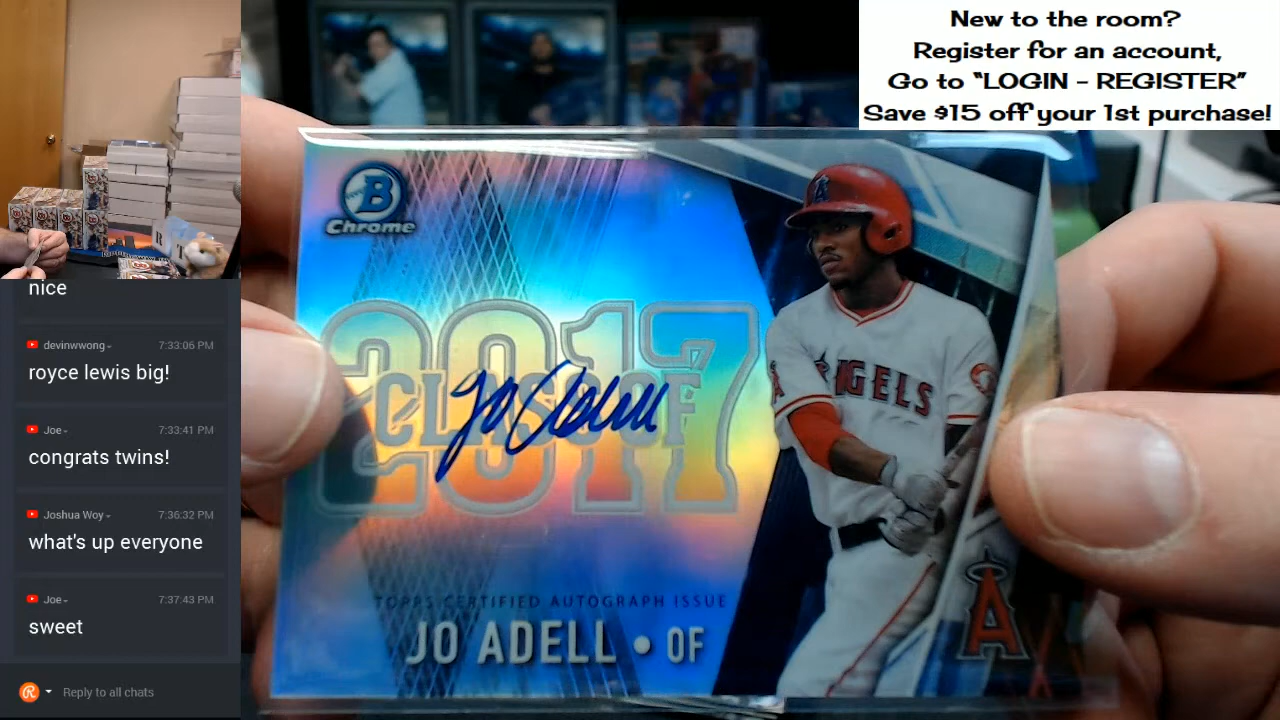 New to the room?
Register for an account,
Go to "LOGIN - REGISTER"
Save $15 off your 1st purchase!
nice
devinwwong 7:33:06 PM
royce lewis big!
Joe 7:33:41 PM
congrats twins!
Joshua Woy 7:36:32 PM
what's up everyone
Joe 7:37:43 PM
sweet
Reply to all chats
B
Chrome
2017
CLASS OF
Jo Adell
ANGELS
TOPPS CERTIFIED AUTOGRAPH ISSUE
JO ADELL • OF
A